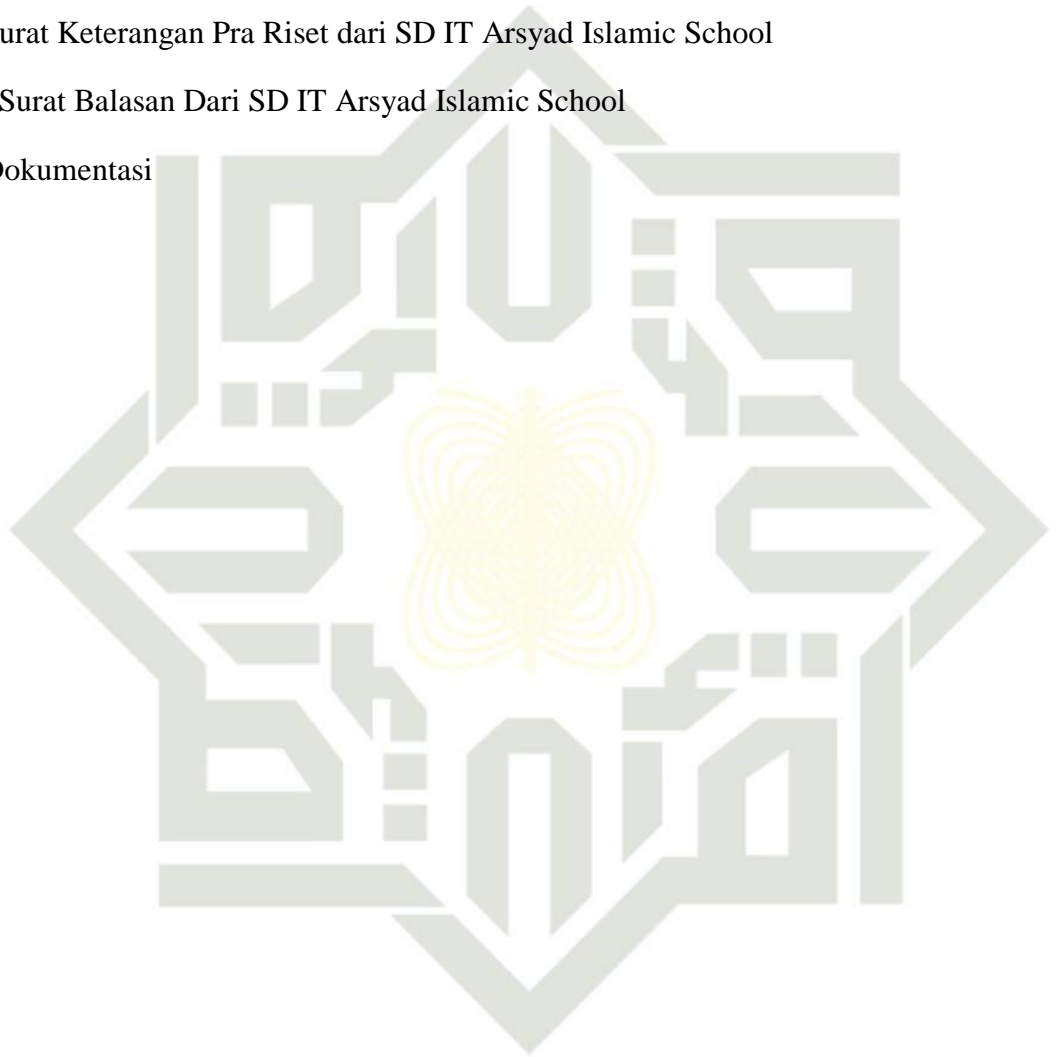 urat Keterangan Pra Riset dari SD IT Arsyad Islamic School
Surat Balasan Dari SD IT Arsyad Islamic School
Dokumentasi